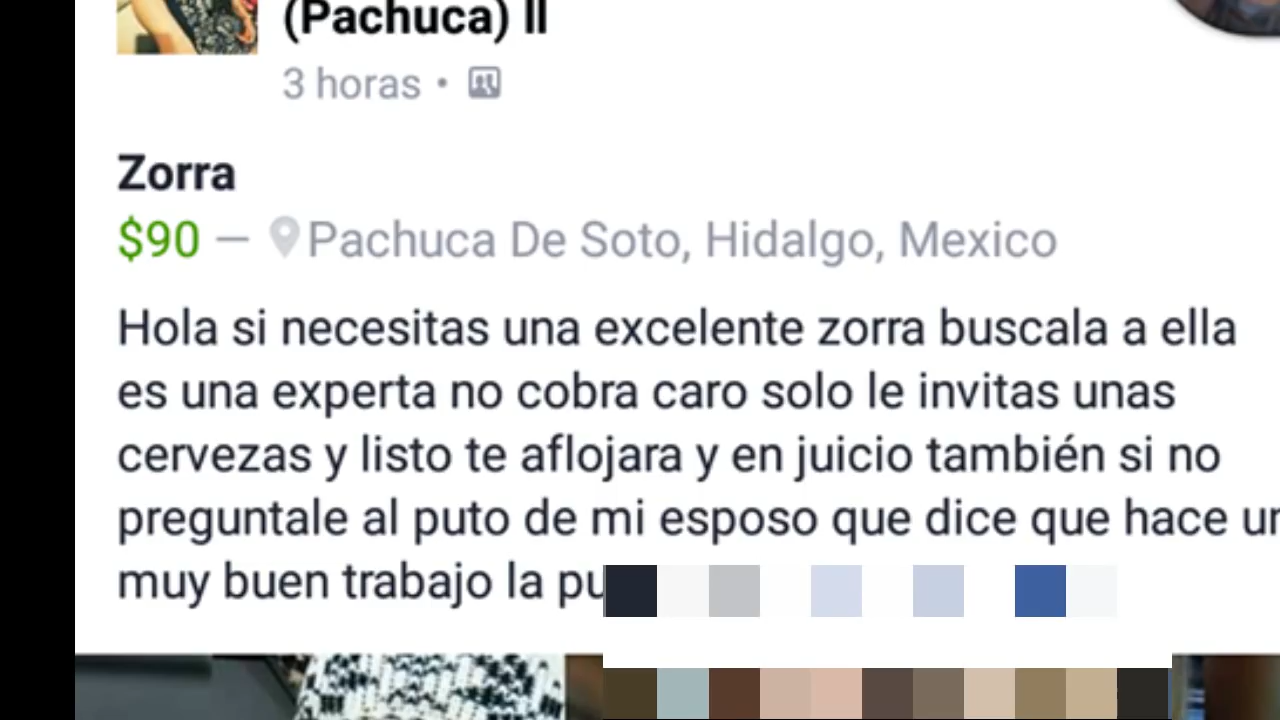 (Pachuca) II
3 horas •
Zorra
$90 — Pachuca De Soto, Hidalgo, Mexico
Hola si necesitas una excelente zorra buscala a ella
es una experta no cobra caro solo le invitas unas
cervezas y listo te aflojara y en juicio también si no
preguntale al puto de mi esposo que dice que hace un
muy buen trabajo la